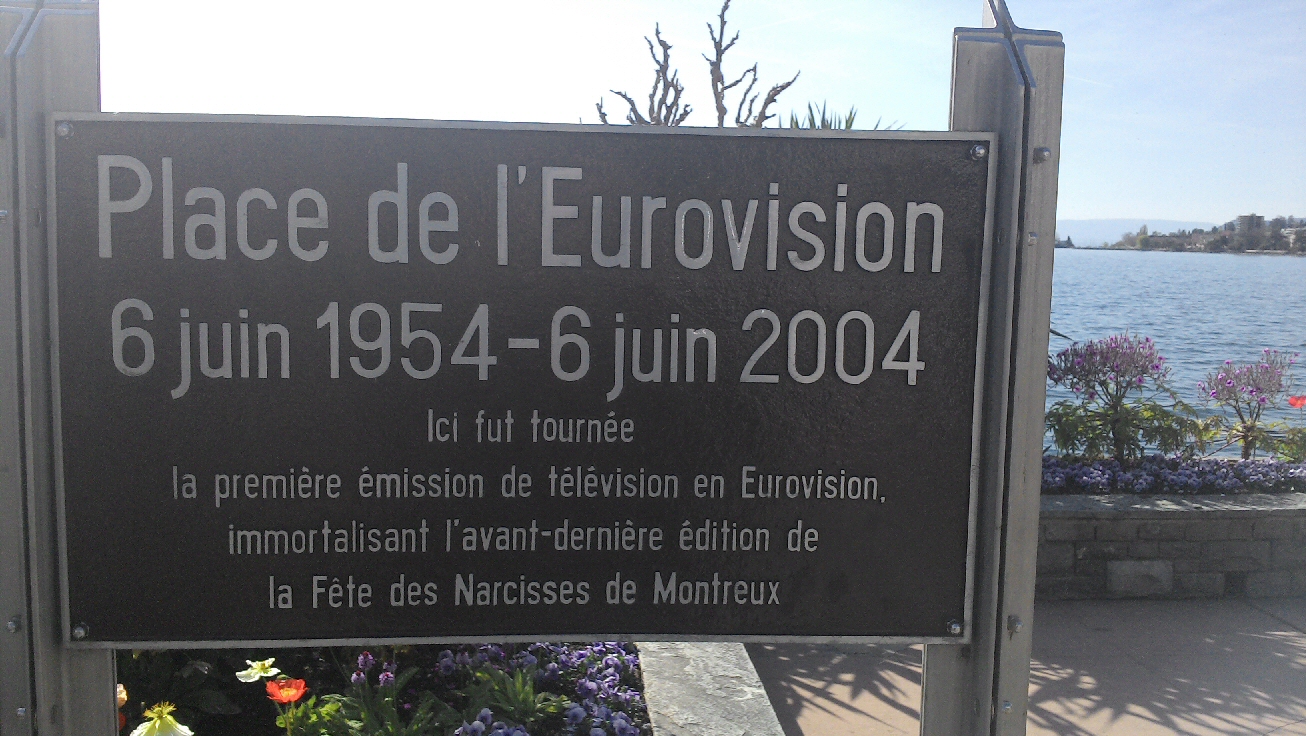 Place de l'Eurovision
6 juin 1954-6 juin 2004
Ici fut tournée
la première émission de télévision en Eurovision,
immortalisant l'avant-dernière édition de
la Fête des Narcisses de Montreux